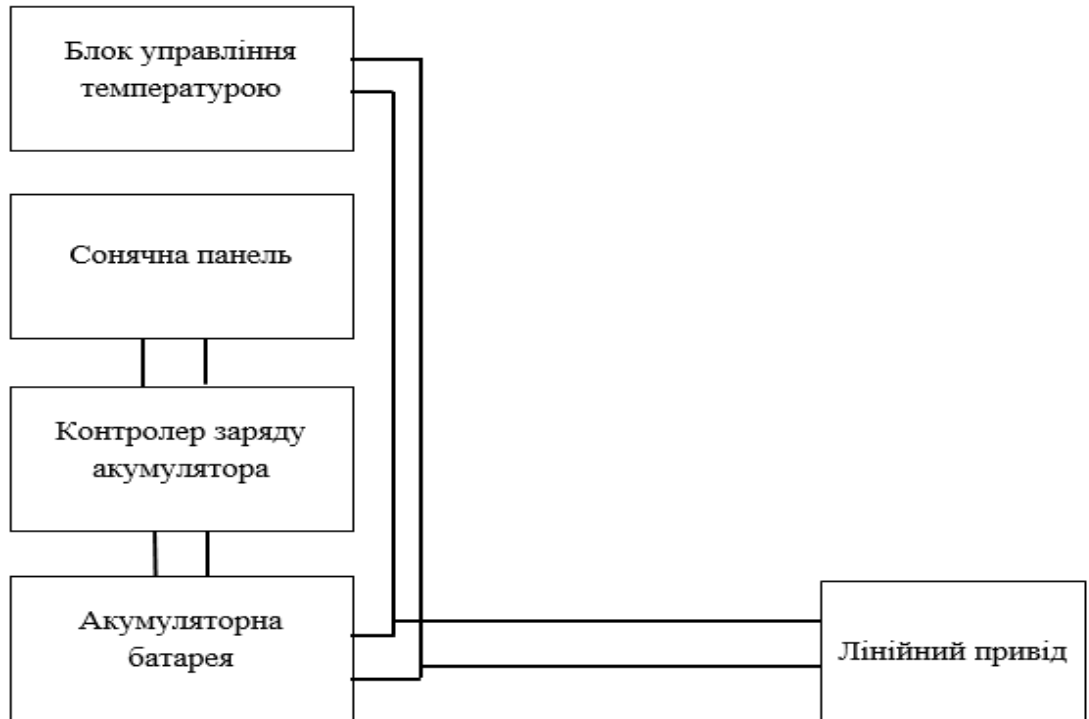 Блок управління
температурою
Сонячна панель
Контролер заряду
акумулятора
Акумуляторна
батарея
Лінійний привід